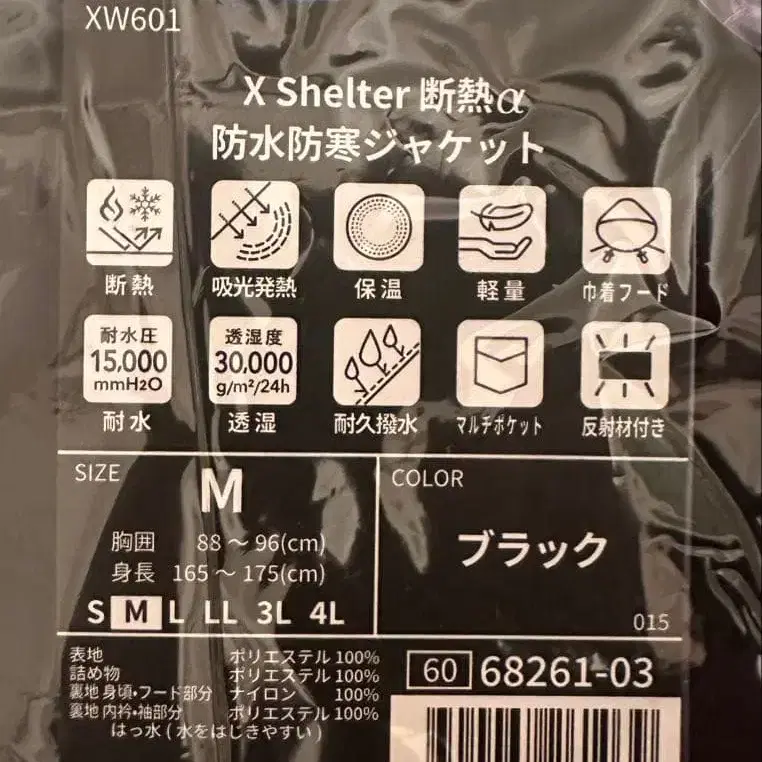 XW601
X Shelter 断熱α
防水防寒ジャケット
断熱 吸光発熱 保温 軽量 巾着フード
耐水圧 15,000 mmH2O
透湿度 30,000 g/m²/24h
耐水 透湿 耐久撥水 マルチポケット 反射材付き
SIZE
M
胸囲 88~96(cm)
身長 165~175(cm)
S M L LL 3L 4L
COLOR
ブラック
015
表地 ポリエステル 100%
詰め物 ポリエステル 100%
裏地 身頃・フード部分 ナイロン 100%
裏地 内衿・袖部分 ポリエステル 100%
はっ水(水をはじきやすい)
60 68261-03